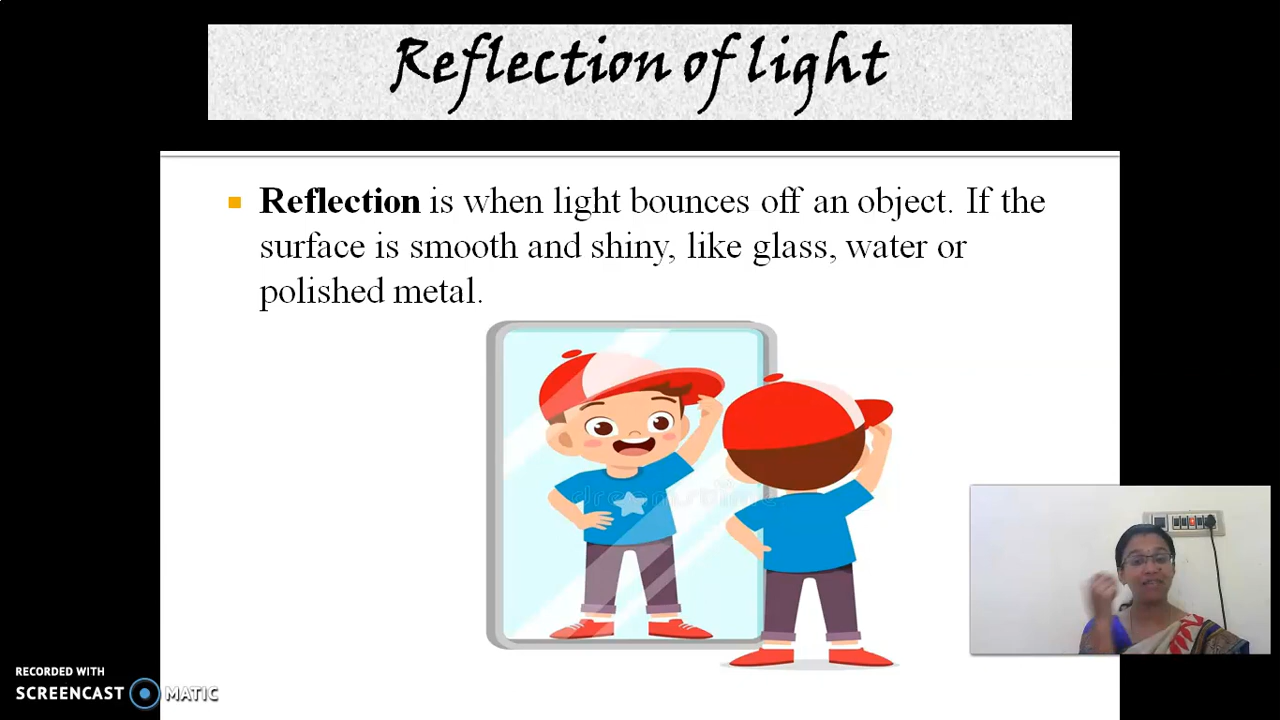 Reflection of light
Reflection is when light bounces off an object. If the
surface is smooth and shiny, like glass, water or
polished metal.
dreamstime
RECORDED WITH
SCREENCAST MATIC